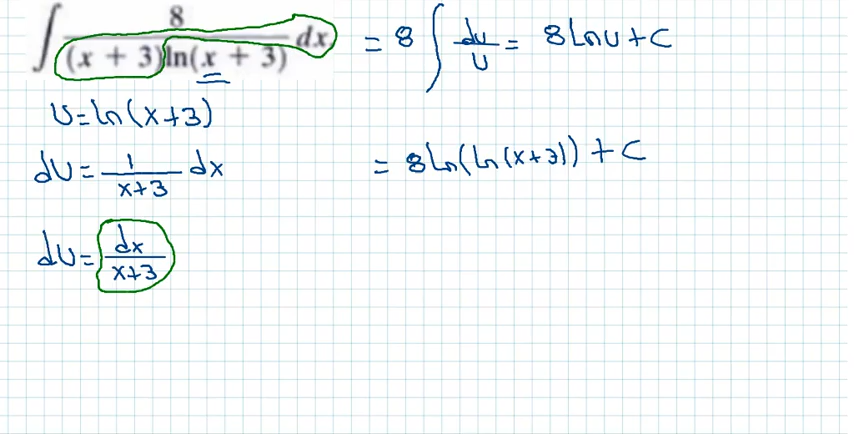 ∫ 8/((x + 3)ln(x + 3)) dx = 8 ∫ du/u = 8 ln u + c
u = ln(x+3)
du = 1/(x+3) dx
= 8 ln(ln(x+3)) + c
du = dx/(x+3)